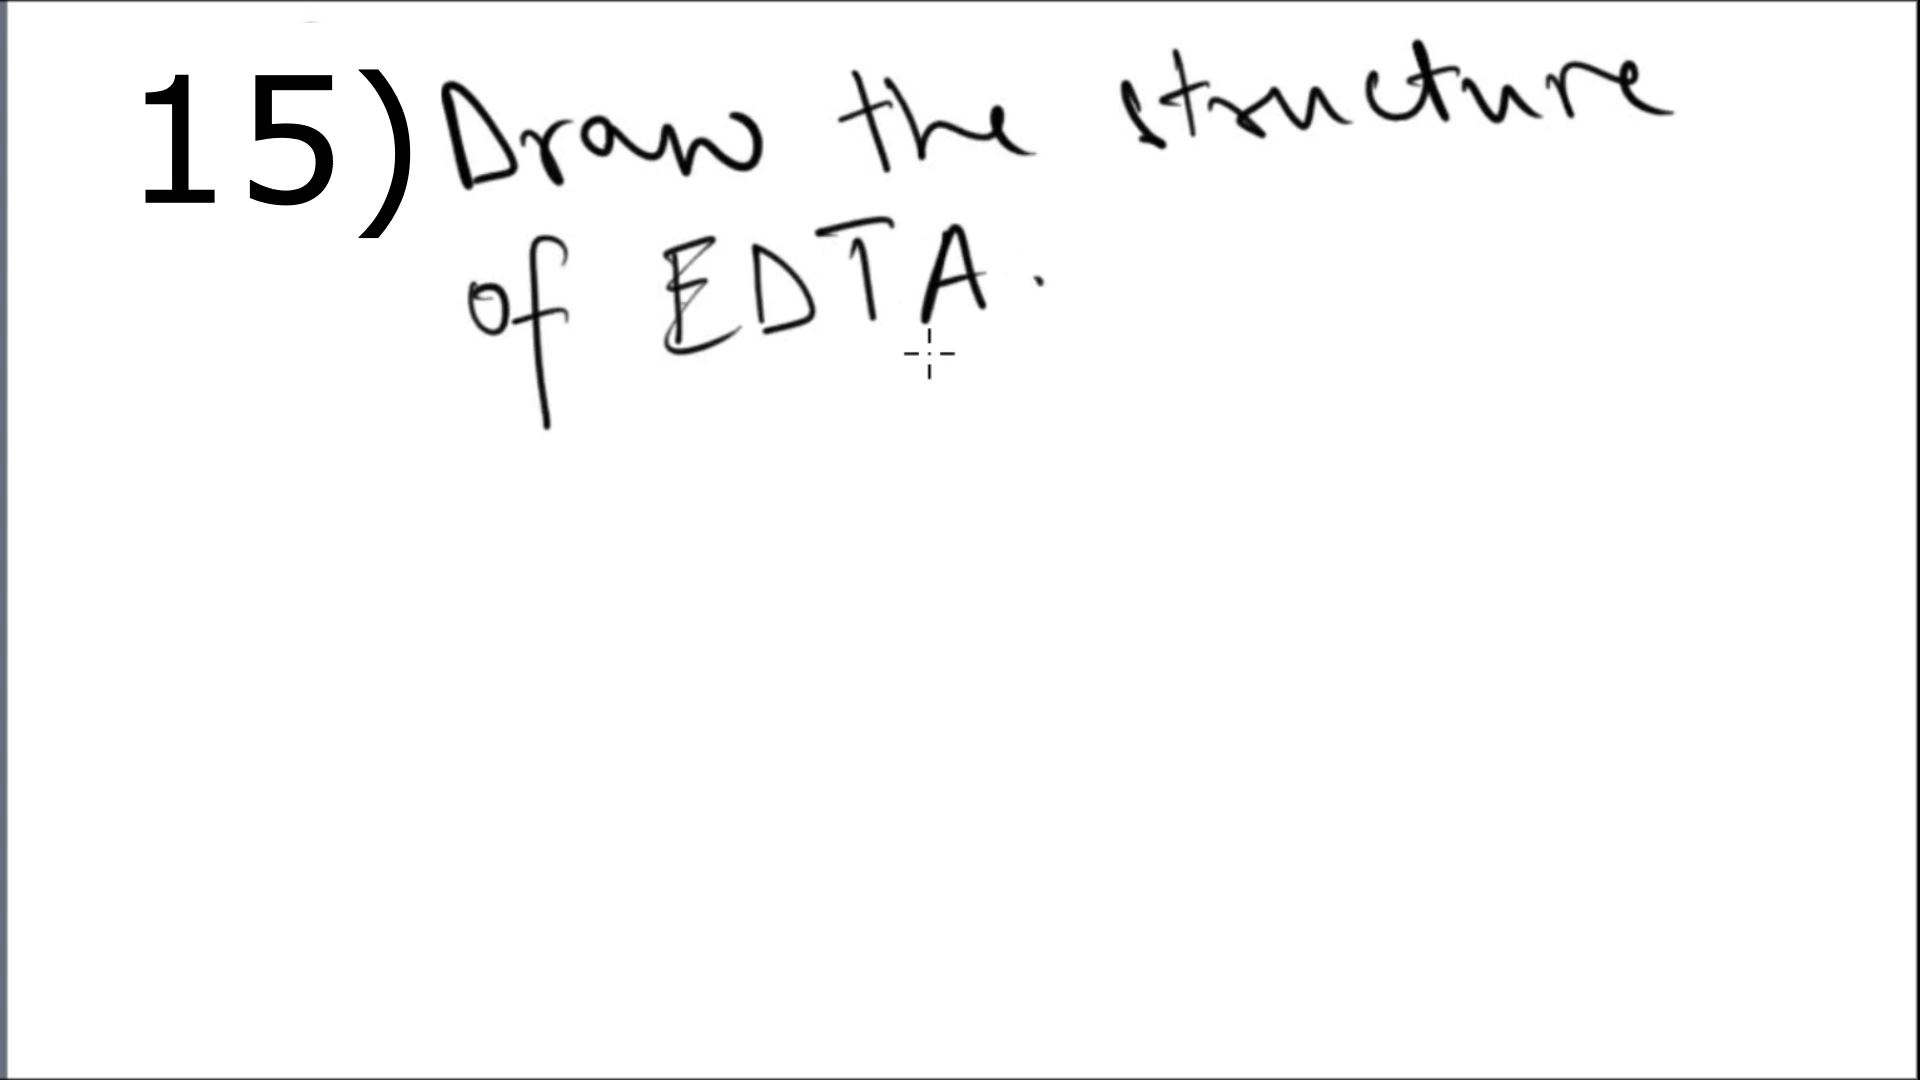 15) Draw the structure
of EDTA.